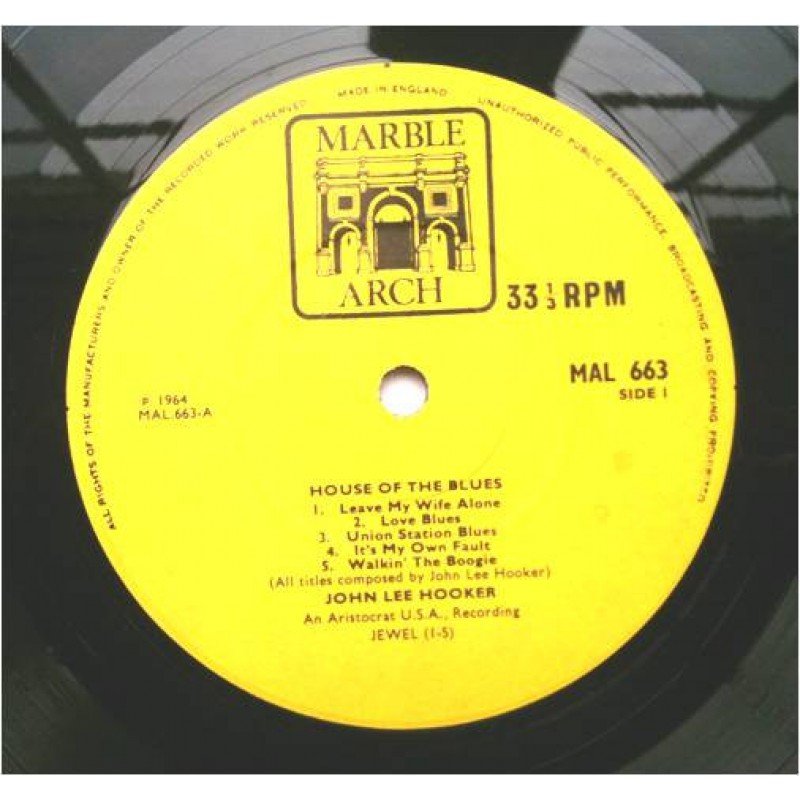 ALL RIGHTS OF THE MANUFACTURERS AND OWNER OF THE RECORDED WORK RESERVED
MADE IN ENGLAND
UNAUTHORIZED PUBLIC PERFORMANCE, BROADCASTING AND COPYING PROHIBITED
MARBLE
ARCH
33 1/3 RPM
MAL 663
SIDE 1
P 1964
MAL.663-A
HOUSE OF THE BLUES
1. Leave My Wife Alone
2. Love Blues
3. Union Station Blues
4. It's My Own Fault
5. Walkin' The Boogie
(All titles composed by John Lee Hooker)
JOHN LEE HOOKER
An Aristocrat U.S.A., Recording
JEWEL (1-5)